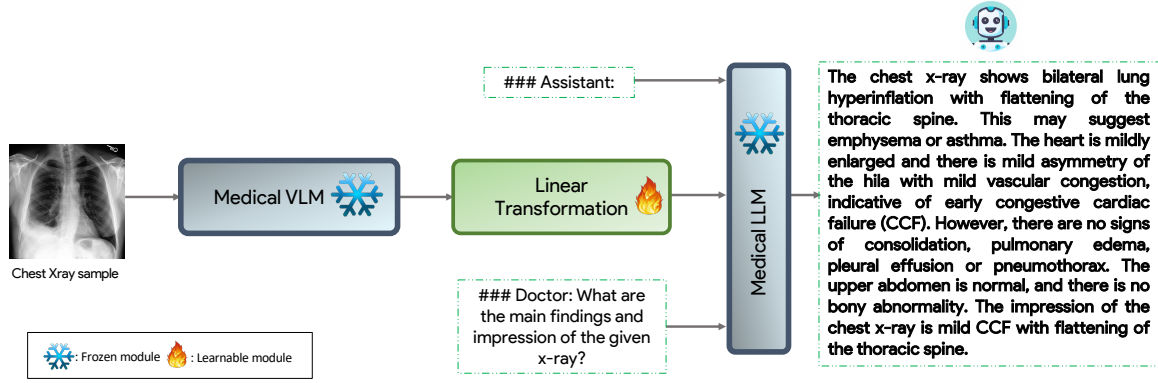 Chest Xray sample
Medical VLM
Linear
Transformation
### Assistant:
### Doctor: What are
the main findings and
impression of the given
x-ray?
Medical LLM
The chest x-ray shows bilateral lung
hyperinflation with flattening of the
thoracic spine. This may suggest
emphysema or asthma. The heart is mildly
enlarged and there is mild asymmetry of
the hila with mild vascular congestion,
indicative of early congestive cardiac
failure (CCF). However, there are no signs
of consolidation, pulmonary edema,
pleural effusion or pneumothorax. The
upper abdomen is normal, and there is no
bony abnormality. The impression of the
chest x-ray is mild CCF with flattening of
the thoracic spine.
: Frozen module : Learnable module